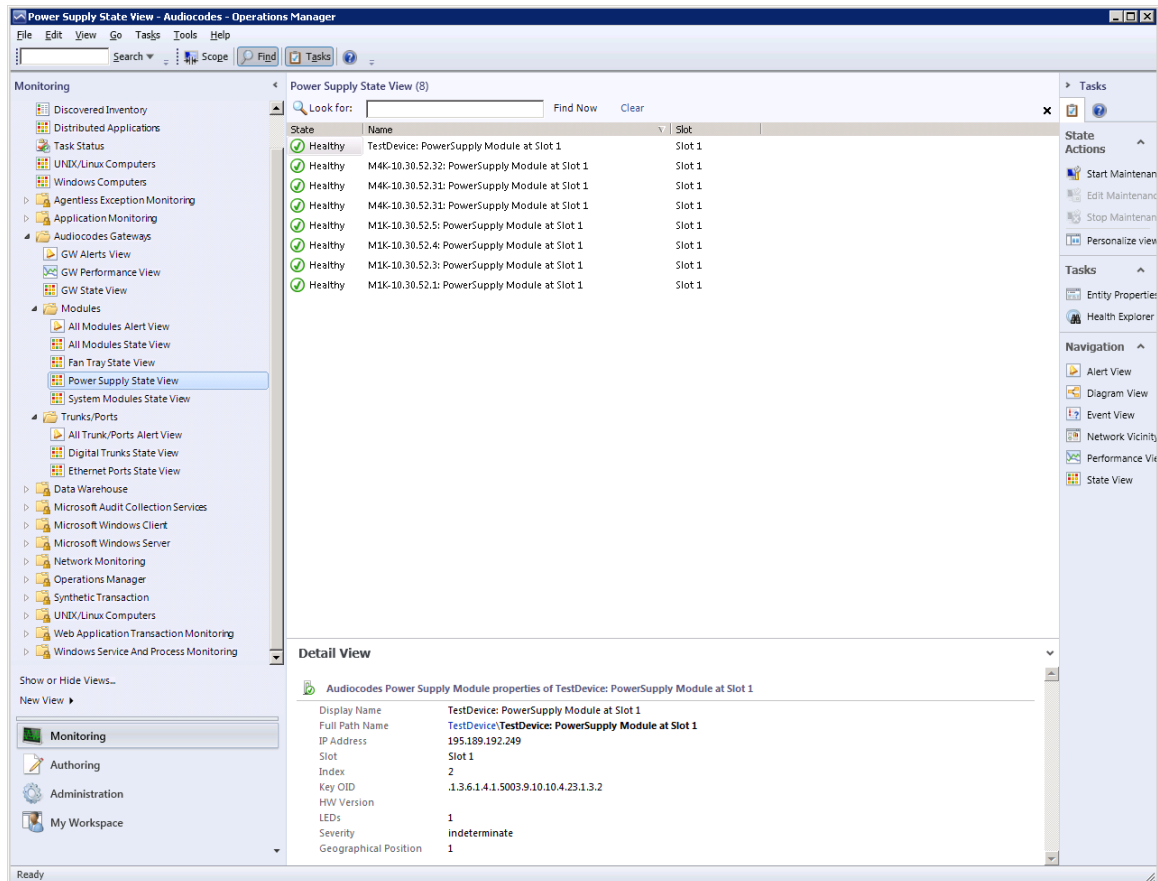 Power Supply State View - Audiocodes - Operations Manager
File Edit View Go Tasks Tools Help
Search Scope Find Tasks
Monitoring
Discovered Inventory
Distributed Applications
Task Status
UNIX/Linux Computers
Windows Computers
Agentless Exception Monitoring
Application Monitoring
Audiocodes Gateways
GW Alerts View
GW Performance View
GW State View
Modules
All Modules Alert View
All Modules State View
Fan Tray State View
Power Supply State View
System Modules State View
Trunks/Ports
All Trunk/Ports Alert View
Digital Trunks State View
Ethernet Ports State View
Data Warehouse
Microsoft Audit Collection Services
Microsoft Windows Client
Microsoft Windows Server
Network Monitoring
Operations Manager
Synthetic Transaction
UNIX/Linux Computers
Web Application Transaction Monitoring
Windows Service And Process Monitoring
Show or Hide Views...
New View
Monitoring
Authoring
Administration
My Workspace
Power Supply State View (8)
Look for: Find Now Clear
State Name Slot
Healthy TestDevice: PowerSupply Module at Slot 1 Slot 1
Healthy M4K-10.30.52.32: PowerSupply Module at Slot 1 Slot 1
Healthy M4K-10.30.52.31: PowerSupply Module at Slot 1 Slot 1
Healthy M4K-10.30.52.31: PowerSupply Module at Slot 1 Slot 1
Healthy M1K-10.30.52.5: PowerSupply Module at Slot 1 Slot 1
Healthy M1K-10.30.52.4: PowerSupply Module at Slot 1 Slot 1
Healthy M1K-10.30.52.3: PowerSupply Module at Slot 1 Slot 1
Healthy M1K-10.30.52.1: PowerSupply Module at Slot 1 Slot 1
Detail View
Audiocodes Power Supply Module properties of TestDevice: PowerSupply Module at Slot 1
Display Name TestDevice: PowerSupply Module at Slot 1
Full Path Name TestDevice\TestDevice: PowerSupply Module at Slot 1
IP Address 195.189.192.249
Slot Slot 1
Index 2
Key OID .1.3.6.1.4.1.5003.9.10.10.4.23.1.3.2
HW Version
LEDs 1
Severity indeterminate
Geographical Position 1
Tasks
State
Actions
Start Maintenan
Edit Maintenanc
Stop Maintenan
Personalize view
Tasks
Entity Properties
Health Explorer
Navigation
Alert View
Diagram View
Event View
Network Vicinity
Performance Vie
State View
Ready